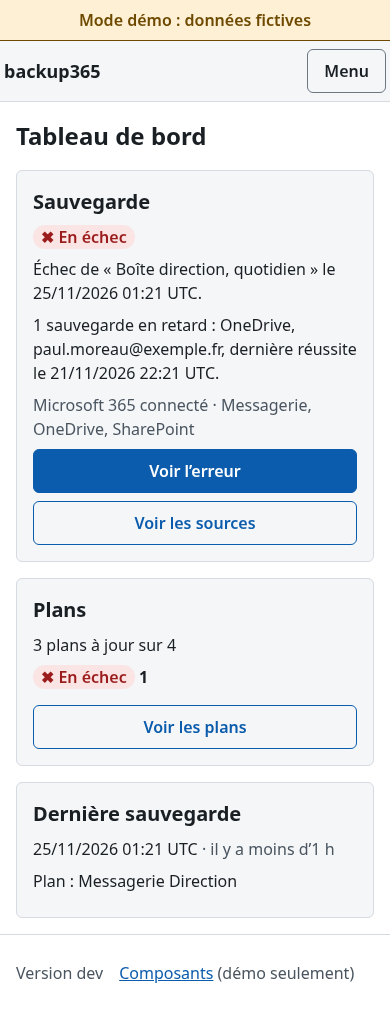 Mode démo : données fictives
backup365
Menu
Tableau de bord
Sauvegarde
✖ En échec
Échec de « Boîte direction, quotidien » le
25/11/2026 01:21 UTC.
1 sauvegarde en retard : OneDrive,
paul.moreau@exemple.fr, dernière réussite
le 21/11/2026 22:21 UTC.
Microsoft 365 connecté · Messagerie,
OneDrive, SharePoint
Voir l’erreur
Voir les sources
Plans
3 plans à jour sur 4
✖ En échec 1
Voir les plans
Dernière sauvegarde
25/11/2026 01:21 UTC · il y a moins d’1 h
Plan : Messagerie Direction
Version dev Composants (démo seulement)